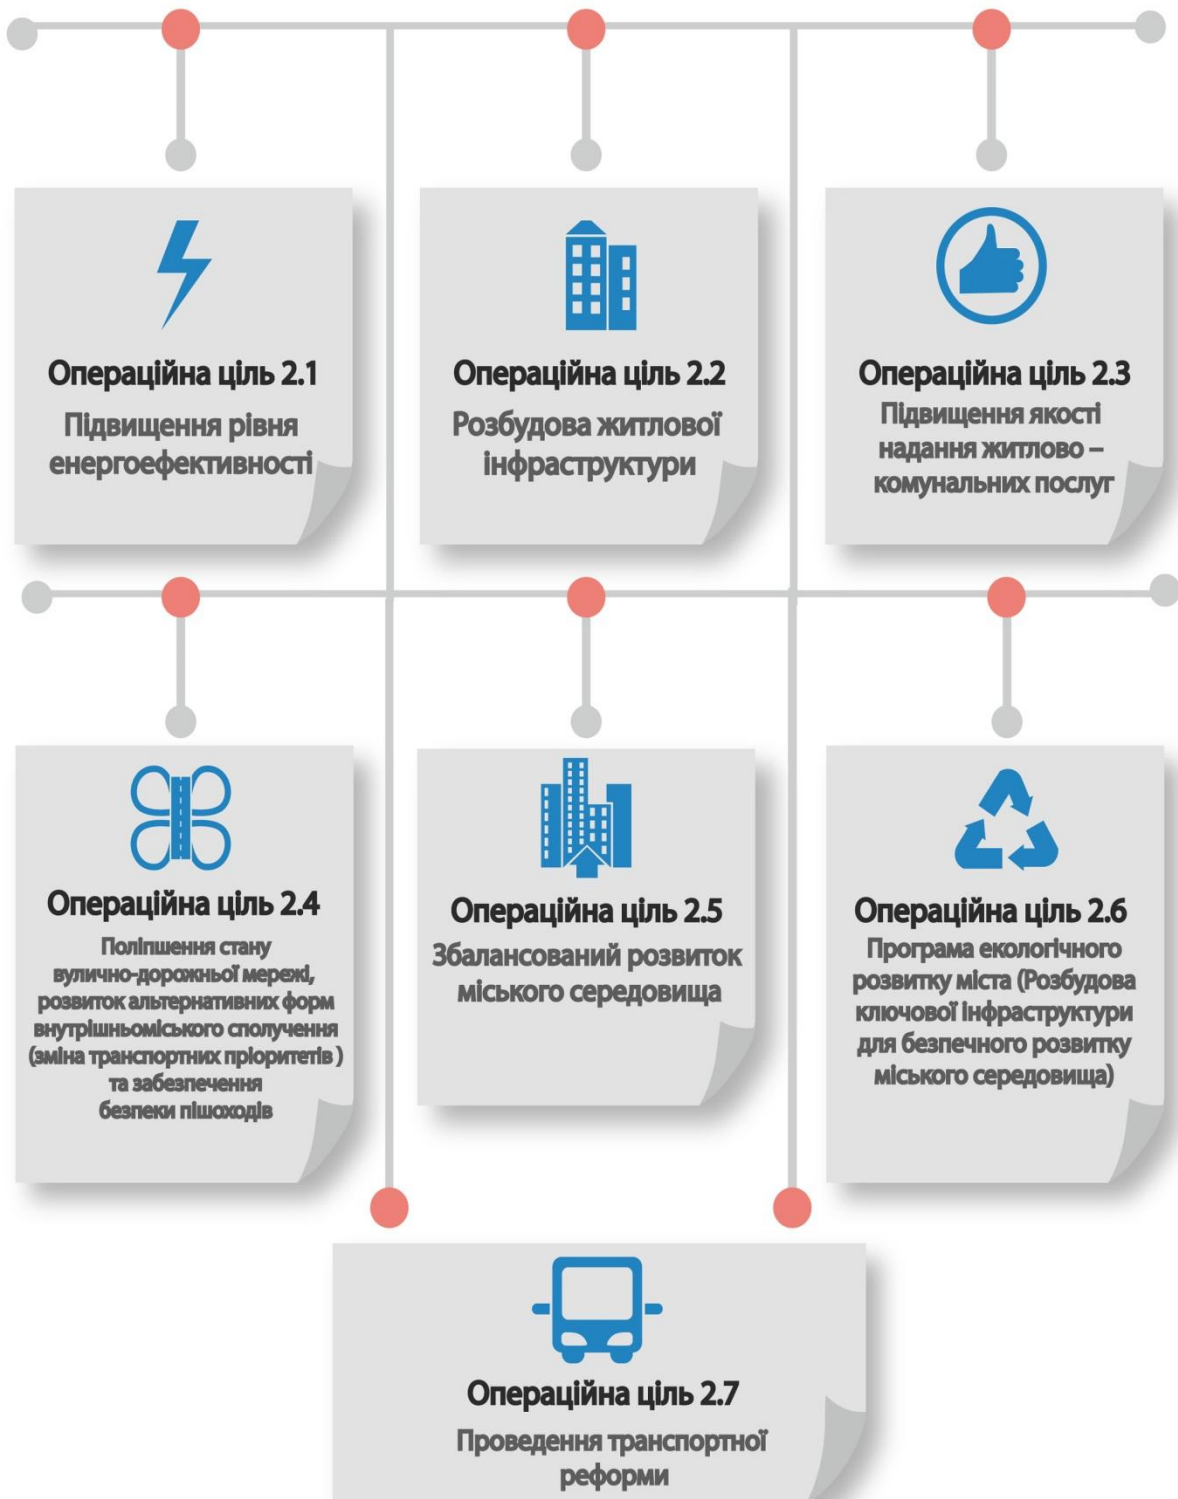 Операційна ціль 2.1
Підвищення рівня
енергоефективності
Операційна ціль 2.2
Розбудова житлової
інфраструктури
Операційна ціль 2.3
Підвищення якості
надання житлово –
комунальних послуг
Операційна ціль 2.4
Поліпшення стану
вулично-дорожньої мережі,
розвиток альтернативних форм
внутрішньоміського сполучення
(зміна транспортних пріоритетів )
та забезпечення
безпеки пішоходів
Операційна ціль 2.5
Збалансований розвиток
міського середовища
Операційна ціль 2.6
Програма екологічного
розвитку міста (Розбудова
ключової інфраструктури
для безпечного розвитку
міського середовища)
Операційна ціль 2.7
Проведення транспортної
реформи